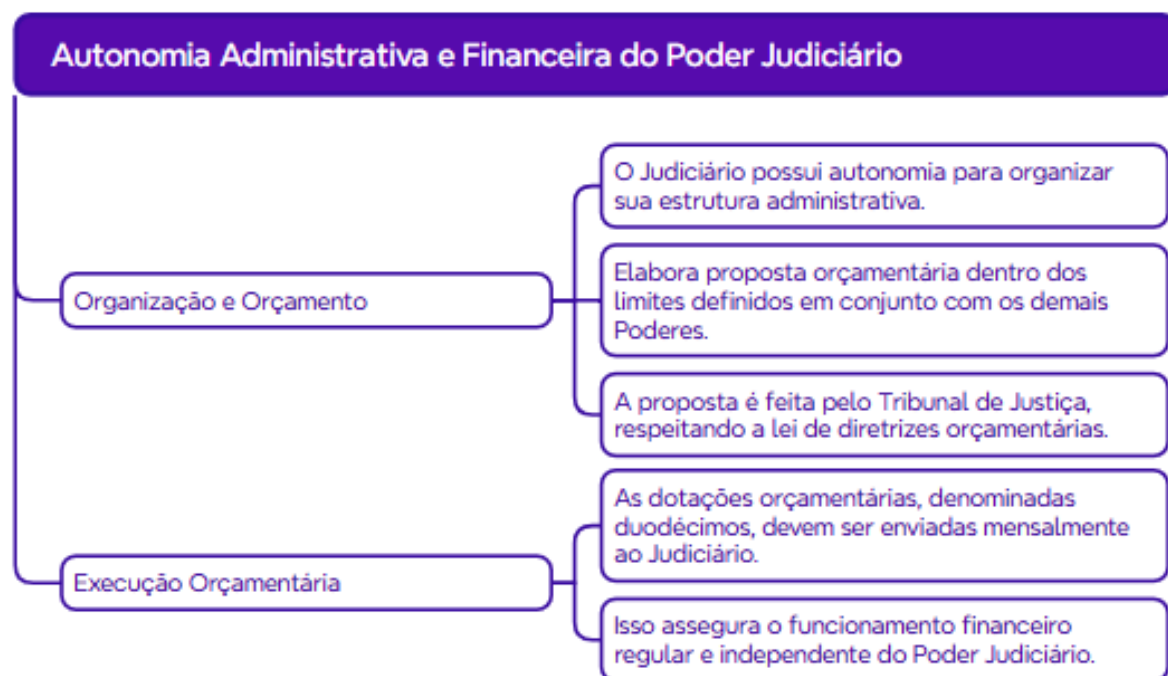 Autonomia Administrativa e Financeira do Poder Judiciário
Organização e Orçamento
O Judiciário possui autonomia para organizar
sua estrutura administrativa.
Elabora proposta orçamentária dentro dos
limites definidos em conjunto com os demais
Poderes.
A proposta é feita pelo Tribunal de Justiça,
respeitando a lei de diretrizes orçamentárias.
Execução Orçamentária
As dotações orçamentárias, denominadas
duodécimos, devem ser enviadas mensalmente
ao Judiciário.
Isso assegura o funcionamento financeiro
regular e independente do Poder Judiciário.